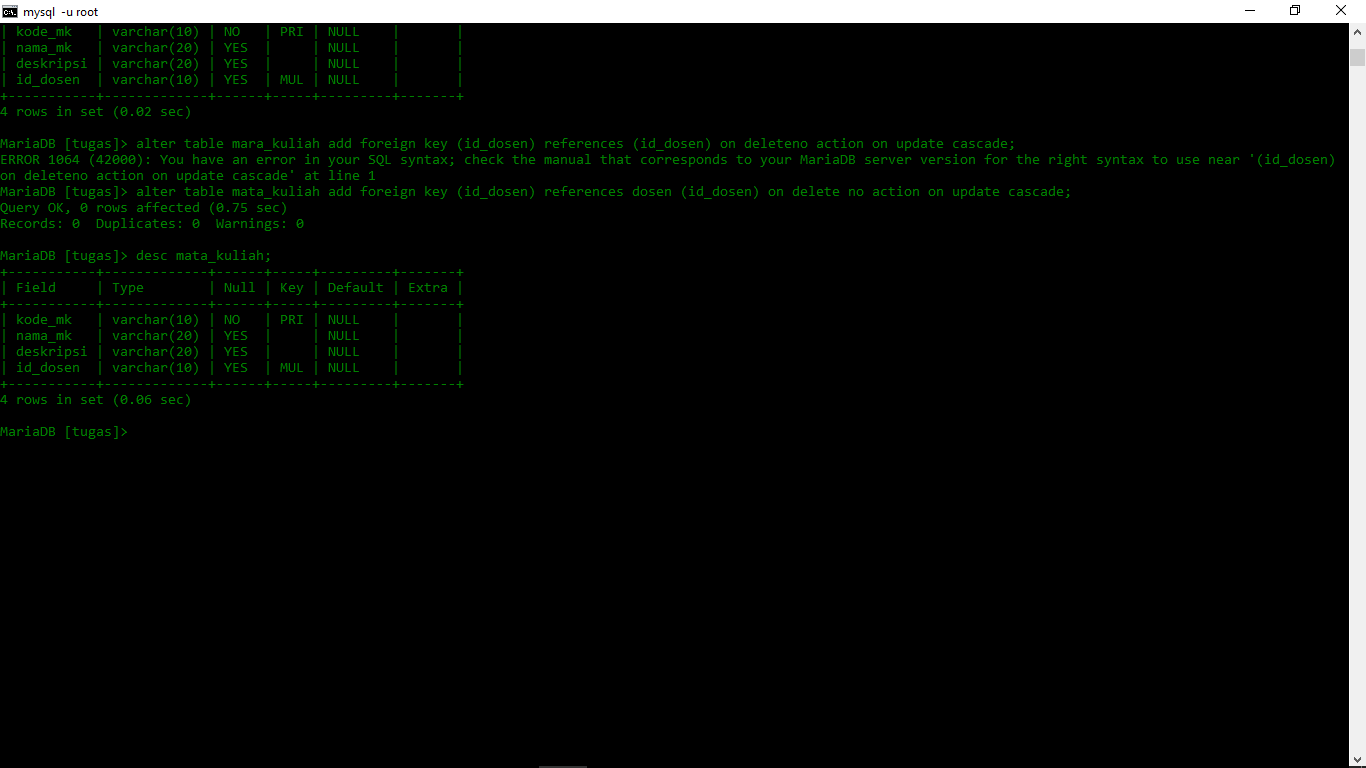 mysql -u root
| kode_mk   | varchar(10) | NO   | PRI | NULL    |       |
| nama_mk   | varchar(20) | YES  |     | NULL    |       |
| deskripsi | varchar(20) | YES  |     | NULL    |       |
| id_dosen  | varchar(10) | YES  | MUL | NULL    |       |
+-----------+-------------+------+-----+---------+-------+
4 rows in set (0.02 sec)
MariaDB [tugas]> alter table mara_kuliah add foreign key (id_dosen) references (id_dosen) on deleteno action on update cascade;
ERROR 1064 (42000): You have an error in your SQL syntax; check the manual that corresponds to your MariaDB server version for the right syntax to use near '(id_dosen)
on deleteno action on update cascade' at line 1
MariaDB [tugas]> alter table mata_kuliah add foreign key (id_dosen) references dosen (id_dosen) on delete no action on update cascade;
Query OK, 0 rows affected (0.75 sec)
Records: 0  Duplicates: 0  Warnings: 0
MariaDB [tugas]> desc mata_kuliah;
+-----------+-------------+------+-----+---------+-------+
| Field     | Type        | Null | Key | Default | Extra |
+-----------+-------------+------+-----+---------+-------+
| kode_mk   | varchar(10) | NO   | PRI | NULL    |       |
| nama_mk   | varchar(20) | YES  |     | NULL    |       |
| deskripsi | varchar(20) | YES  |     | NULL    |       |
| id_dosen  | varchar(10) | YES  | MUL | NULL    |       |
+-----------+-------------+------+-----+---------+-------+
4 rows in set (0.06 sec)
MariaDB [tugas]>